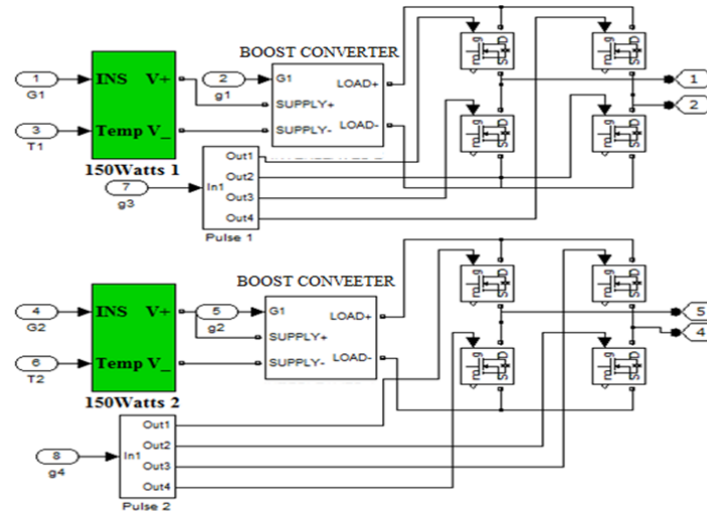 BOOST CONVERTER
1
G1
INS V+
2
g1
G1
LOAD+
SUPPLY+
3
T1
Temp V_
SUPPLY-
LOAD-
150Watts 1
7
g3
In1
Out1
Out2
Out3
Out4
Pulse 1
g
D
S
m
g
D
S
m
g
D
S
m
g
D
S
m
1
2
BOOST CONVEETER
4
G2
INS V+
5
g2
G1
LOAD+
SUPPLY+
6
T2
Temp V_
SUPPLY-
LOAD-
150Watts 2
8
g4
In1
Out1
Out2
Out3
Out4
Pulse 2
g
D
S
m
g
D
S
m
g
D
S
m
g
D
S
m
5
4